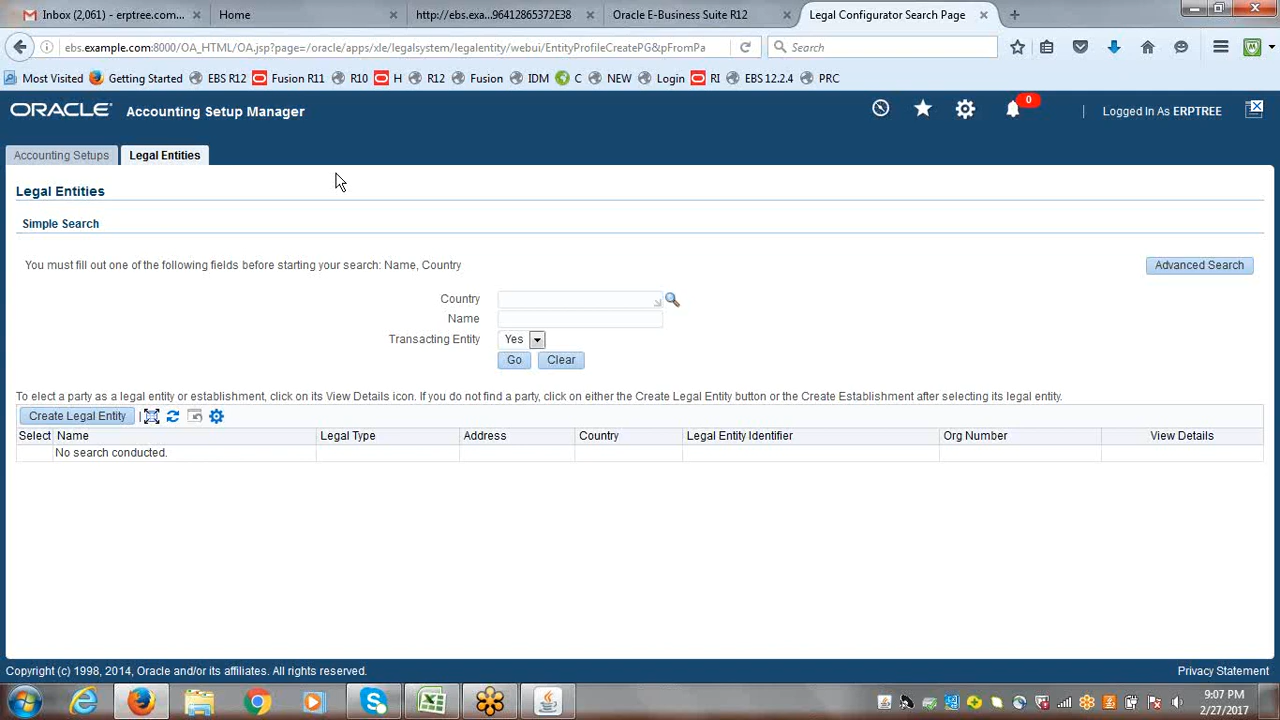 Inbox (2,061) - erptree.com...
Home
http://ebs.exa...96412865372E38
Oracle E-Business Suite R12
Legal Configurator Search Page
ebs.example.com:8000/OA_HTML/OA.jsp?page=/oracle/apps/xle/legalsystem/legalentity/webui/EntityProfileCreatePG&tpFromPa
Search
Most Visited Getting Started EBS R12 Fusion R11 R10 H R12 Fusion IDM C NEW Login RI EBS 12.2.4 PRC
ORACLE Accounting Setup Manager
0
Logged In As ERPTREE
Accounting Setups Legal Entities
Legal Entities
Simple Search
You must fill out one of the following fields before starting your search: Name, Country
Advanced Search
Country
Name
Transacting Entity Yes
Go Clear
To elect a party as a legal entity or establishment, click on its View Details icon. If you do not find a party, click on either the Create Legal Entity button or the Create Establishment after selecting its legal entity.
Create Legal Entity
Select Name Legal Type Address Country Legal Entity Identifier Org Number View Details
No search conducted.
Copyright (c) 1998, 2014, Oracle and/or its affiliates. All rights reserved.
Privacy Statement
9:07 PM
2/27/2017